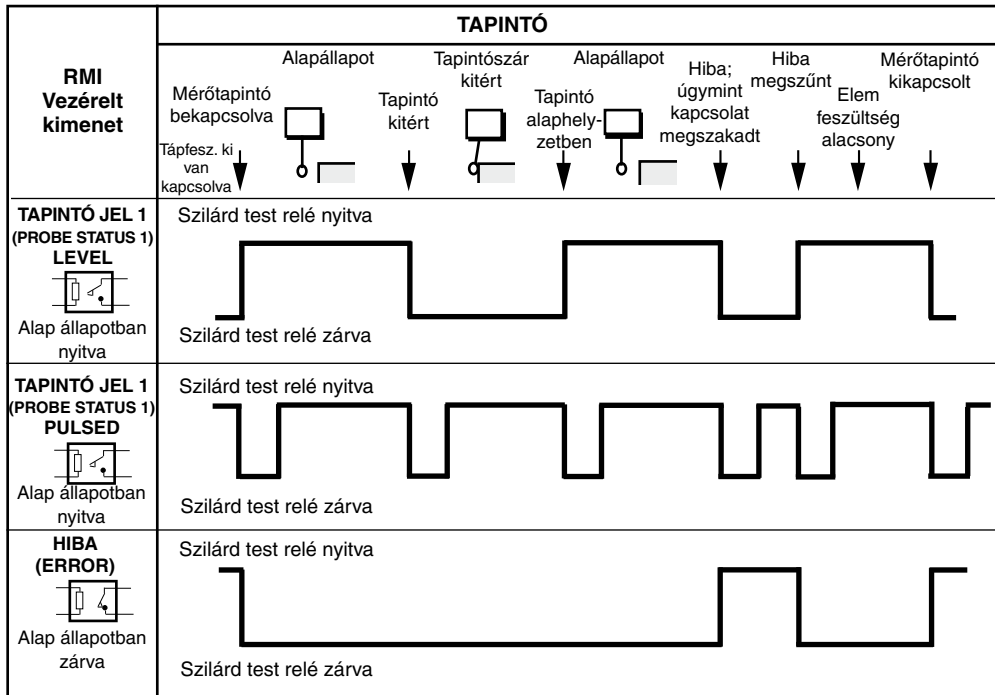 TAPINTÓ
RMI
Vezérelt
kimenet
Mérőtapintó
bekapcsolva
Tápfesz. ki
van
kapcsolva
Alapállapot
Tapintó
kitért
Tapintószár
kitért
Tapintó
alaphely-
zetben
Alapállapot
Hiba;
úgymint
kapcsolat
megszakadt
Hiba
megszűnt
Elem
feszültség
alacsony
Mérőtapintó
kikapcsolt
TAPINTÓ JEL 1
(PROBE STATUS 1)
LEVEL
Alap állapotban
nyitva
Szilárd test relé nyitva
Szilárd test relé zárva
TAPINTÓ JEL 1
(PROBE STATUS 1)
PULSED
Alap állapotban
nyitva
Szilárd test relé nyitva
Szilárd test relé zárva
HIBA
(ERROR)
Alap állapotban
zárva
Szilárd test relé nyitva
Szilárd test relé zárva